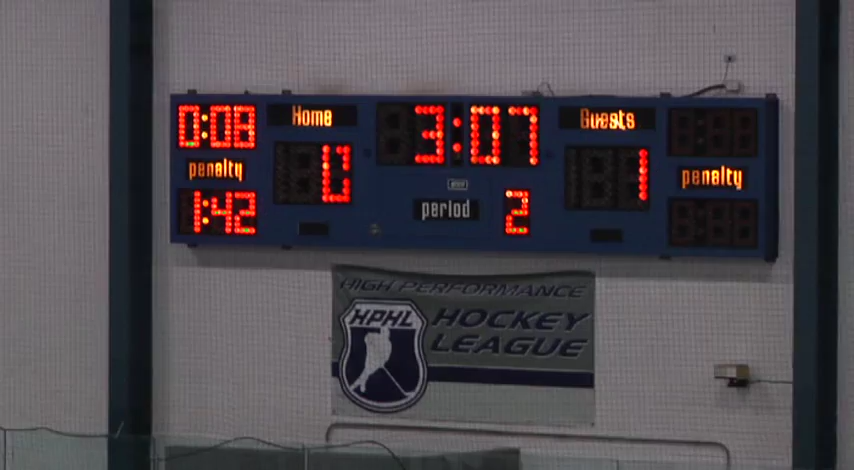 0:08
Home
3:07
Guests
penalty
1
penalty
1:42
period
2
HIGH PERFORMANCE
HPHL
HOCKEY
LEAGUE